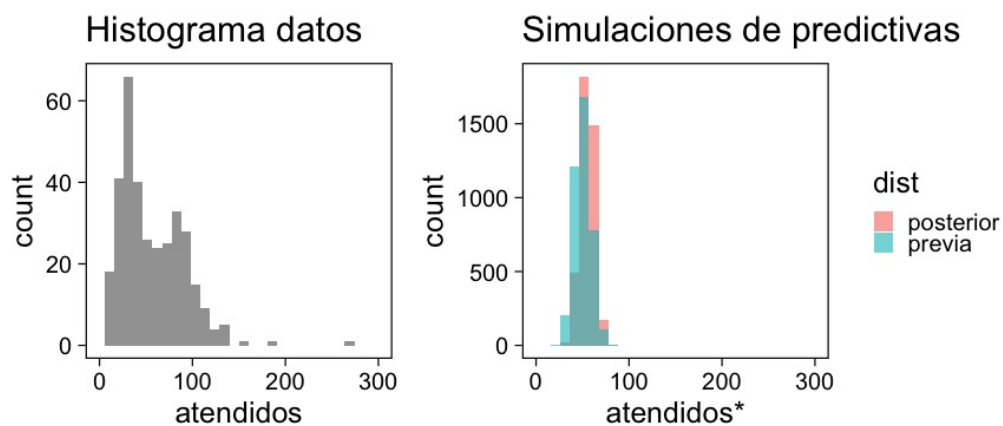 Histograma datos
count
60
40
20
0
0 100 200 300
atendidos
Simulaciones de predictivas
count
1500
1000
500
0
0 100 200 300
atendidos*
dist
posterior
previa